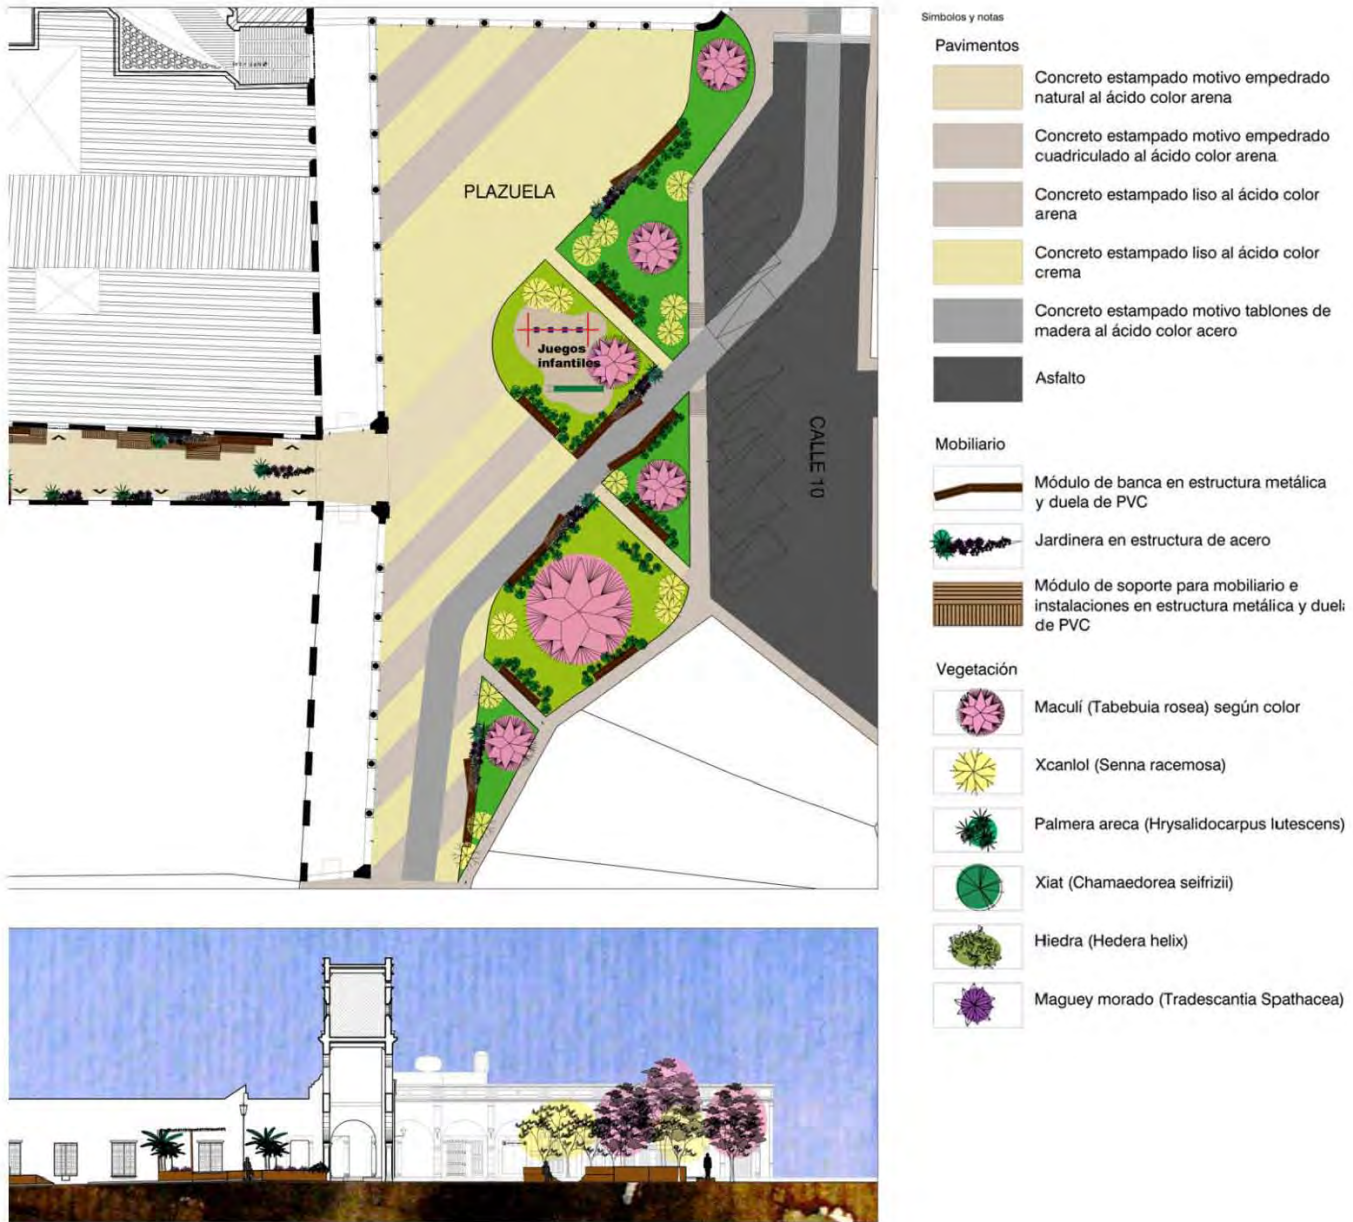 PLAZUELA
Juegos
infantiles
CALLE 10
Símbolos y notas
Pavimentos
Concreto estampado motivo empedrado
natural al ácido color arena
Concreto estampado motivo empedrado
cuadriculado al ácido color arena
Concreto estampado liso al ácido color
arena
Concreto estampado liso al ácido color
crema
Concreto estampado motivo tablones de
madera al ácido color acero
Asfalto
Mobiliario
Módulo de banca en estructura metálica
y duela de PVC
Jardinera en estructura de acero
Módulo de soporte para mobiliario e
instalaciones en estructura metálica y duela
de PVC
Vegetación
Maculí (Tabebuia rosea) según color
Xcanlol (Senna racemosa)
Palmera areca (Hrysalidocarpus lutescens)
Xiat (Chamaedorea seifrizii)
Hiedra (Hedera helix)
Maguey morado (Tradescantia Spathacea)